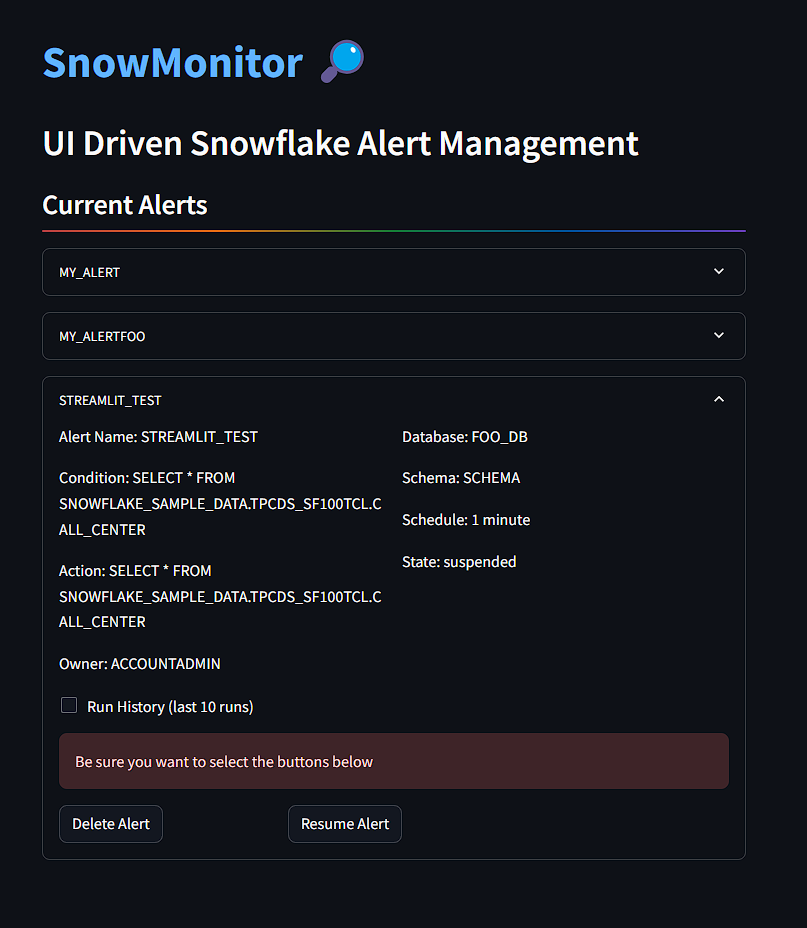 SnowMonitor
UI Driven Snowflake Alert Management
Current Alerts
MY_ALERT
MY_ALERTFOO
STREAMLIT_TEST
Alert Name: STREAMLIT_TEST
Condition: SELECT * FROM
SNOWFLAKE_SAMPLE_DATA.TPCDS_SF100TCL.C
ALL_CENTER
Action: SELECT * FROM
SNOWFLAKE_SAMPLE_DATA.TPCDS_SF100TCL.C
ALL_CENTER
Owner: ACCOUNTADMIN
Database: FOO_DB
Schema: SCHEMA
Schedule: 1 minute
State: suspended
Run History (last 10 runs)
Be sure you want to select the buttons below
Delete Alert
Resume Alert